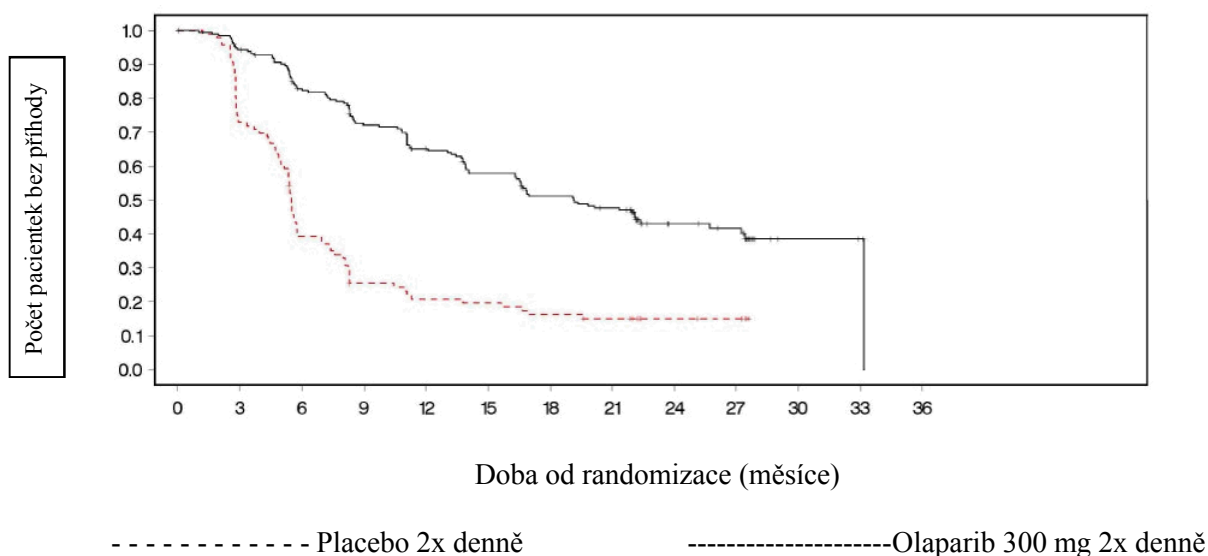 Počet pacientek bez příhody
1.0
0.9
0.8
0.7
0.6
0.5
0.4
0.3
0.2
0.1
0.0
0 3 6 9 12 15 18 21 24 27 30 33 36
Doba od randomizace (měsíce)
- - - - - - - - - - - - - - - Placebo 2x denně -----------------------Olaparib 300 mg 2x denně